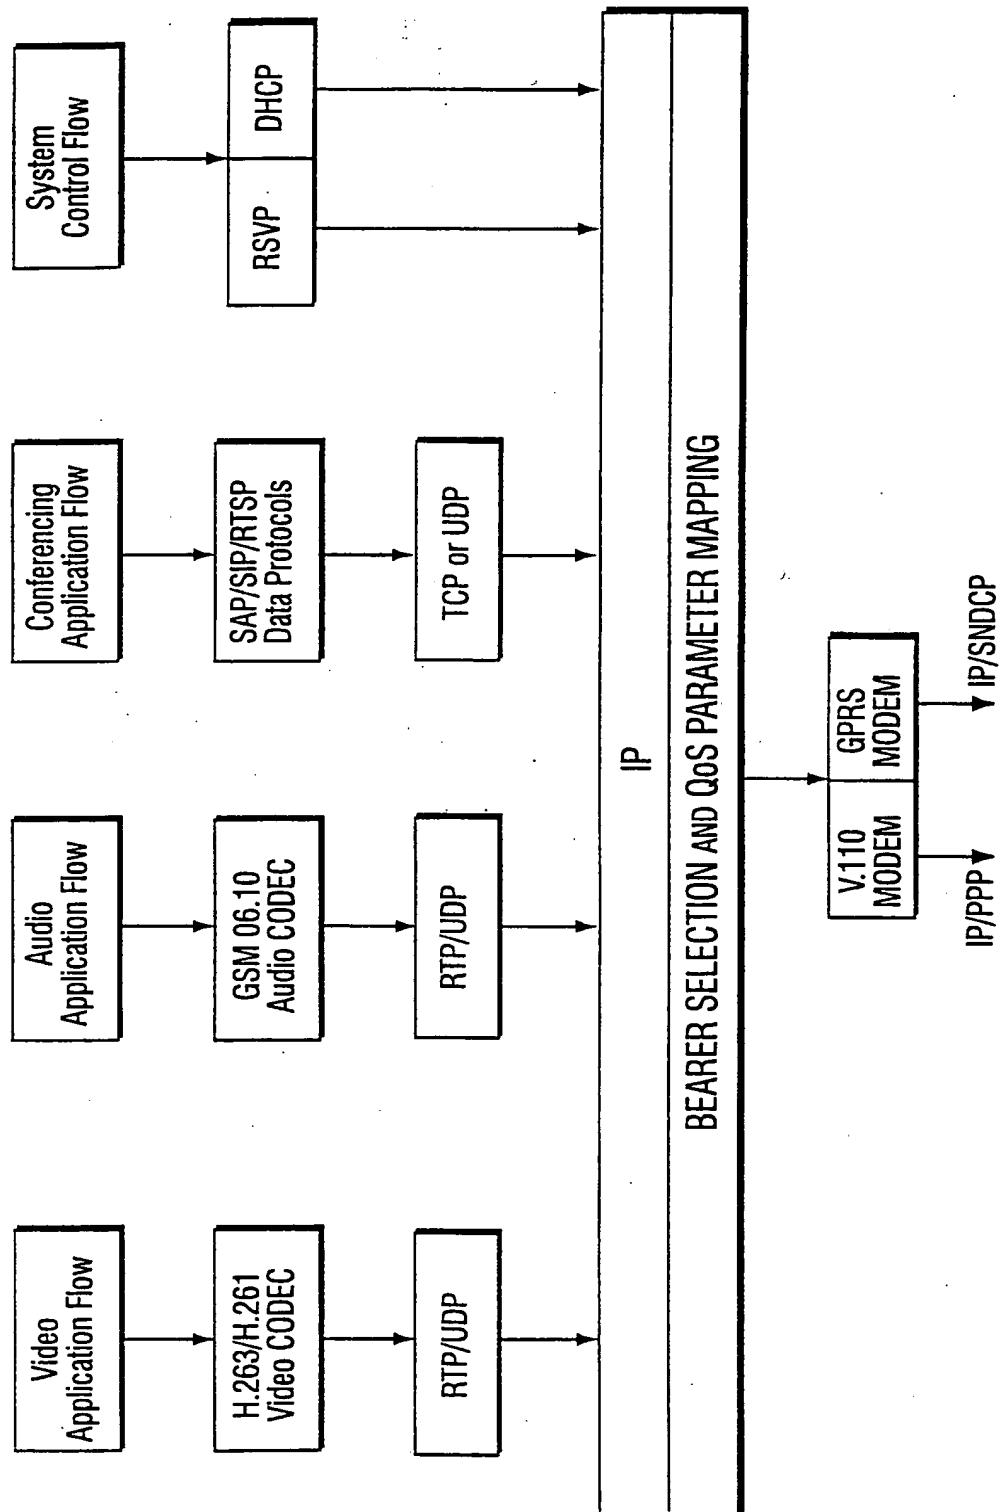 Video
Application Flow
Audio
Application Flow
Conferencing
Application Flow
System
Control Flow
H.263/H.261
Video CODEC
GSM 06.10
Audio CODEC
SAP/SIP/RTSP
Data Protocols
RSVP
DHCP
RTP/UDP
RTP/UDP
TCP or UDP
IP
BEARER SELECTION AND QoS PARAMETER MAPPING
V.110
MODEM
GPRS
MODEM
IP/PPP
IP/SNDCP